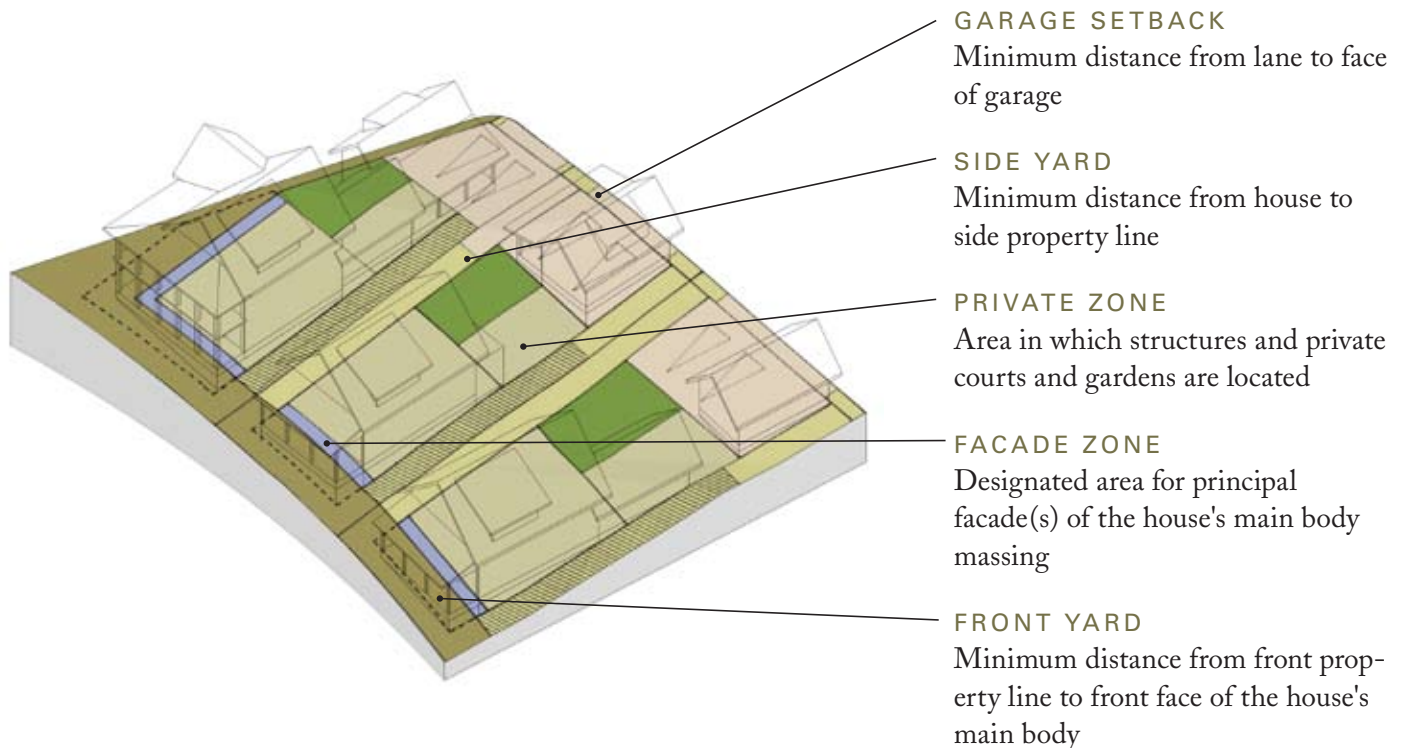 GARAGE SETBACK
Minimum distance from lane to face
of garage
SIDE YARD
Minimum distance from house to
side property line
PRIVATE ZONE
Area in which structures and private
courts and gardens are located
FACADE ZONE
Designated area for principal
facade(s) of the house's main body
massing
FRONT YARD
Minimum distance from front prop-
erty line to front face of the house's
main body